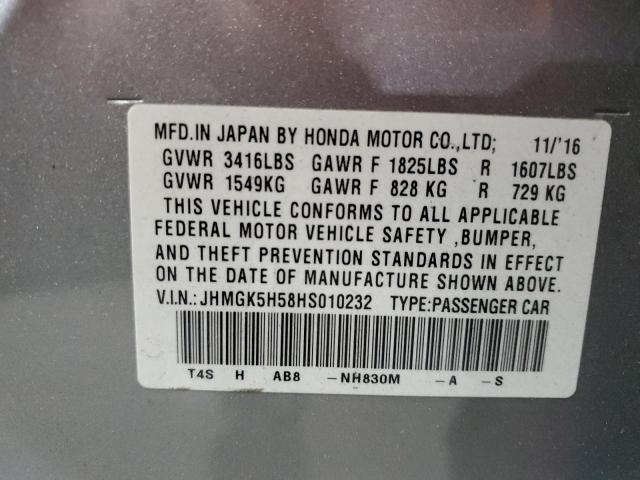 MFD.IN JAPAN BY HONDA MOTOR CO.,LTD; 11/'16
GVWR 3416LBS GAWR F 1825LBS R 1607LBS
GVWR 1549KG GAWR F 828 KG R 729 KG
THIS VEHICLE CONFORMS TO ALL APPLICABLE
FEDERAL MOTOR VEHICLE SAFETY ,BUMPER,
AND THEFT PREVENTION STANDARDS IN EFFECT
ON THE DATE OF MANUFACTURE SHOWN ABOVE.
V.I.N.:JHMGK5H58HS010232 TYPE:PASSENGER CAR
T4S H AB8 -NH830M -A -S